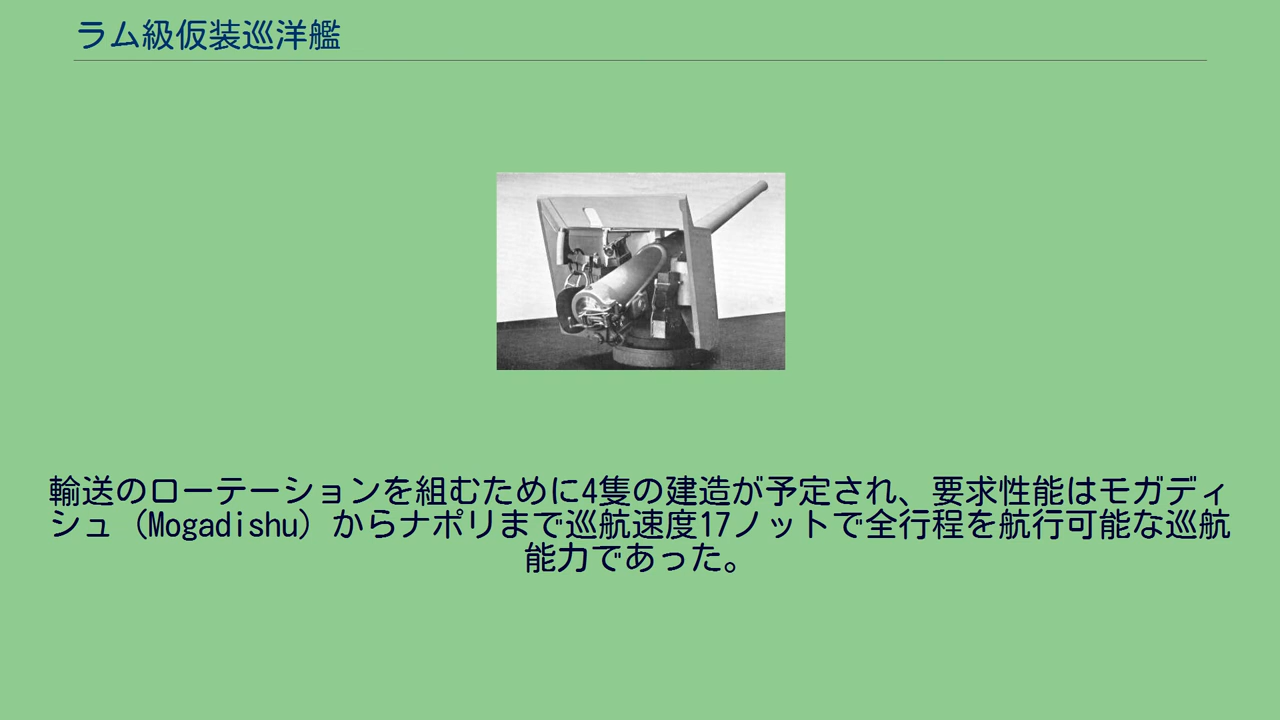 ラム級仮装巡洋艦
輸送のローテーションを組むために4隻の建造が予定され、要求性能はモガディ
シュ（Mogadishu）からナポリまで巡航速度17ノットで全行程を航行可能な巡航
能力であった。